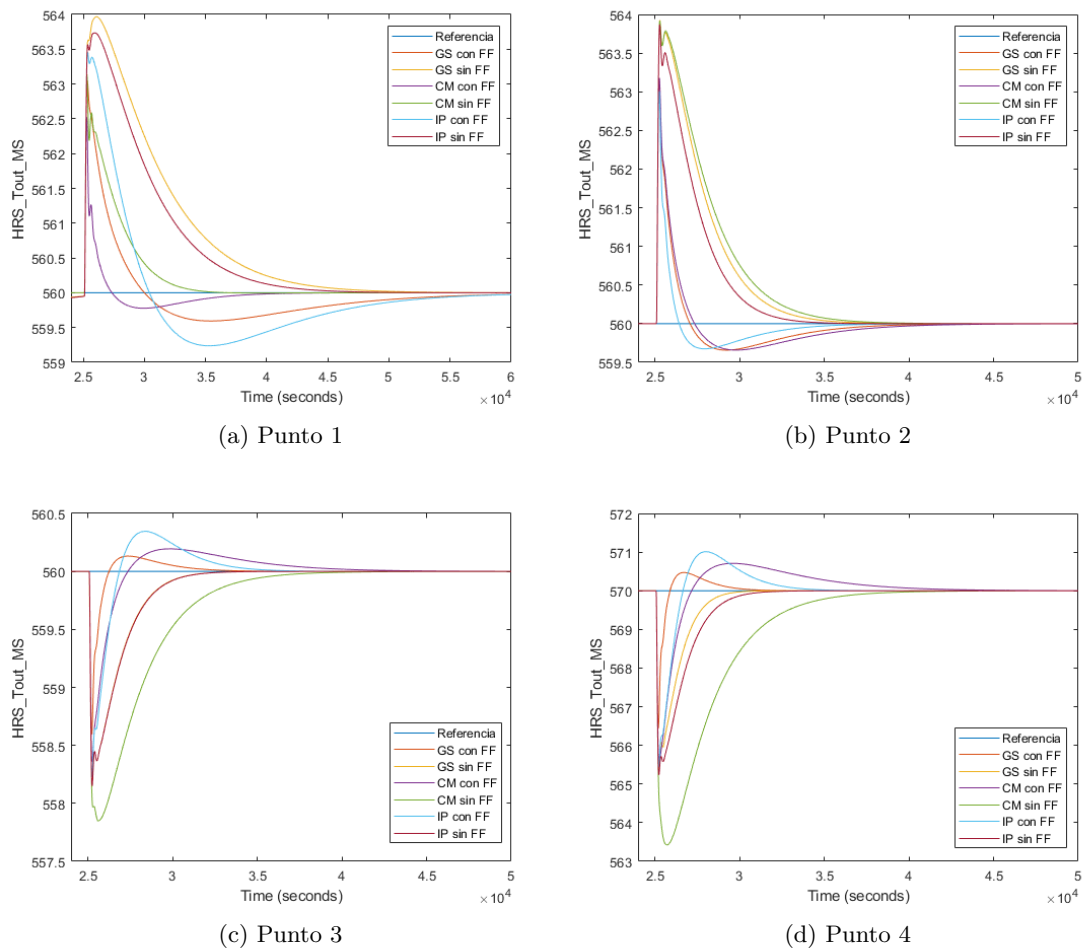 564
563.5
563
562.5
562
561.5
561
560.5
560
559.5
559
HRS_Tout_MS
Referencia
GS con FF
GS sin FF
CM con FF
CM sin FF
IP con FF
IP sin FF
2.5 3 3.5 4 4.5 5 5.5 6
Time (seconds)
×10⁴
(a) Punto 1
564
563.5
563
562.5
562
561.5
561
560.5
560
559.5
HRS_Tout_MS
Referencia
GS con FF
GS sin FF
CM con FF
CM sin FF
IP con FF
IP sin FF
2.5 3 3.5 4 4.5 5
Time (seconds)
×10⁴
(b) Punto 2
560.5
560
559.5
559
558.5
558
557.5
HRS_Tout_MS
Referencia
GS con FF
GS sin FF
CM con FF
CM sin FF
IP con FF
IP sin FF
2.5 3 3.5 4 4.5 5
Time (seconds)
×10⁴
(c) Punto 3
572
571
570
569
568
567
566
565
564
563
HRS_Tout_MS
Referencia
GS con FF
GS sin FF
CM con FF
CM sin FF
IP con FF
IP sin FF
2.5 3 3.5 4 4.5 5
Time (seconds)
×10⁴
(d) Punto 4